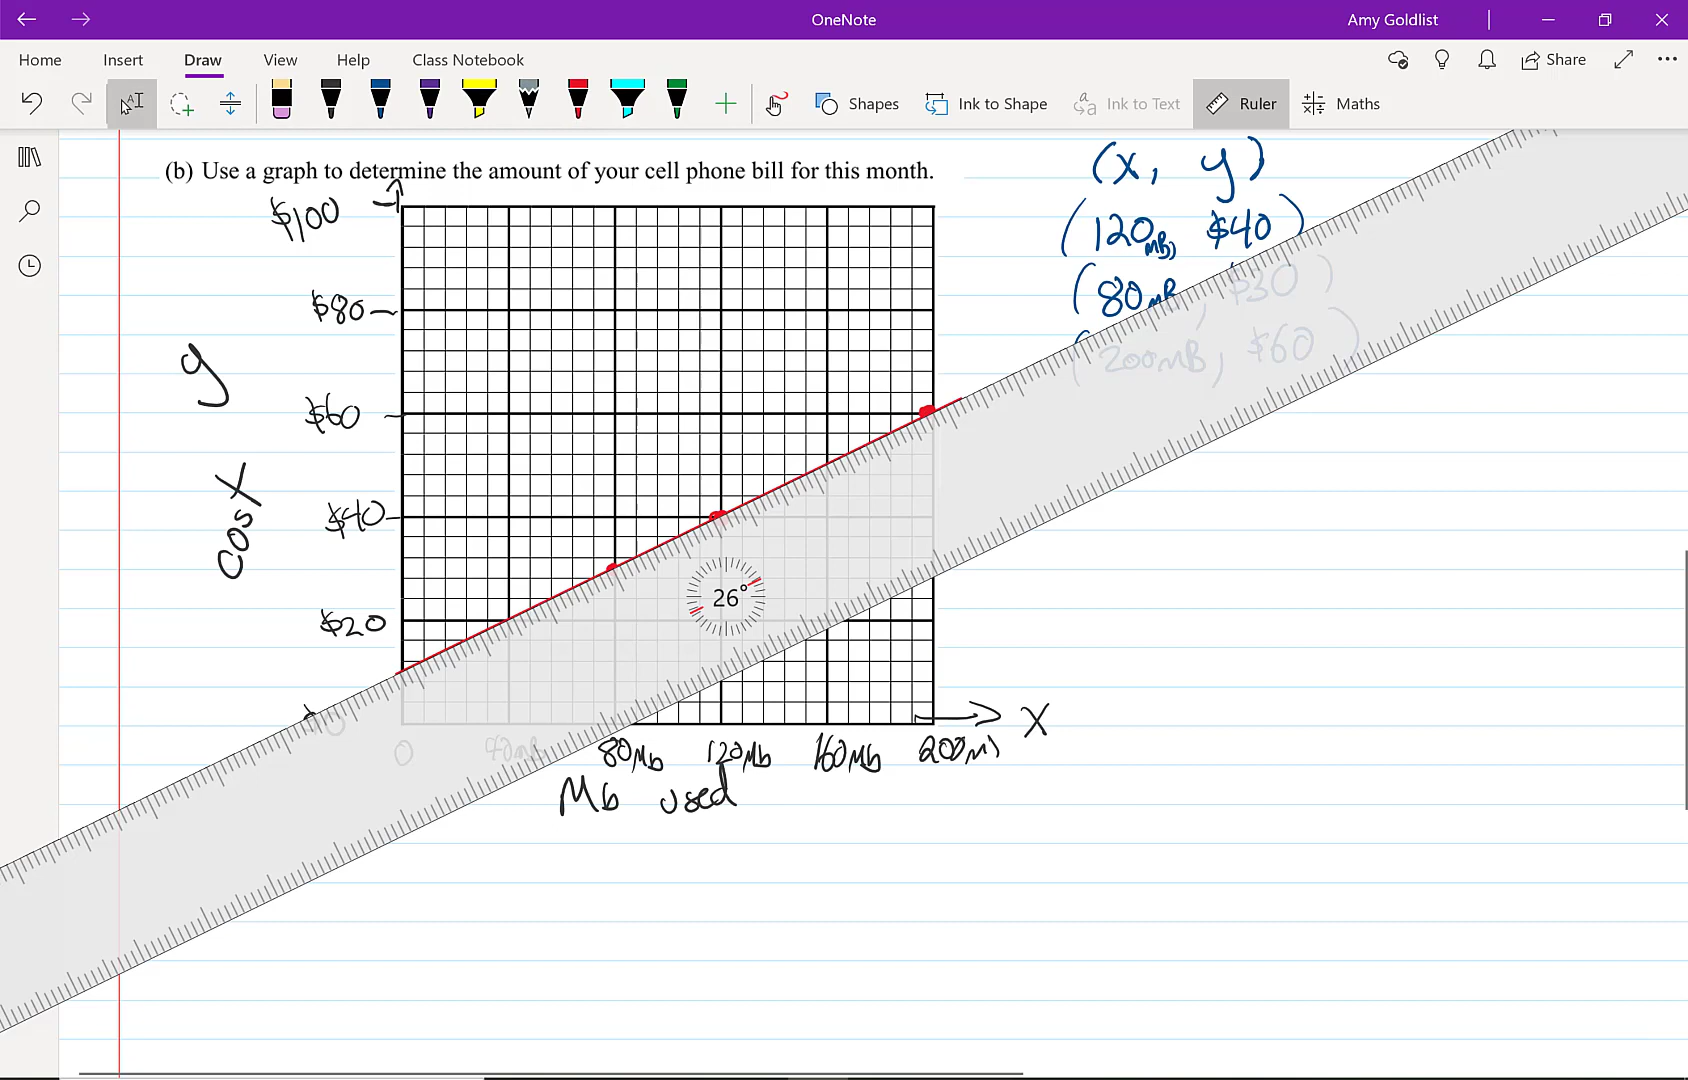 OneNote
Amy Goldlist
Home Insert Draw View Help Class Notebook
Share
Shapes Ink to Shape Ink to Text Ruler Maths
(b) Use a graph to determine the amount of your cell phone bill for this month.
(x, y)
$100
(120MB, $40)
(80MB, $30)
$80
(200MB, $60)
y
$60
cost
$40
26°
$20
0 40mb 80Mb 120Mb 160Mb 200Mb
x
Mb used